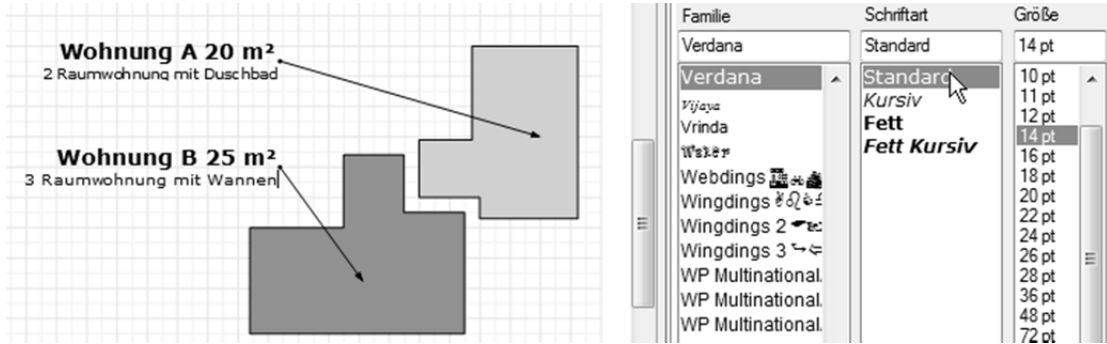 Wohnung A 20 m²
2 Raumwohnung mit Duschbad
Wohnung B 25 m²
3 Raumwohnung mit Wannen
Familie
Verdana
Verdana
Vijaya
Vrinda
Webdings
Wingdings
Wingdings 2
Wingdings 3
WP Multinational
WP Multinational
WP Multinational
Schriftart
Standard
Standard
Kursiv
Fett
Fett Kursiv
Größe
14 pt
10 pt
11 pt
12 pt
14 pt
16 pt
18 pt
20 pt
22 pt
24 pt
26 pt
28 pt
36 pt
48 pt
72 pt